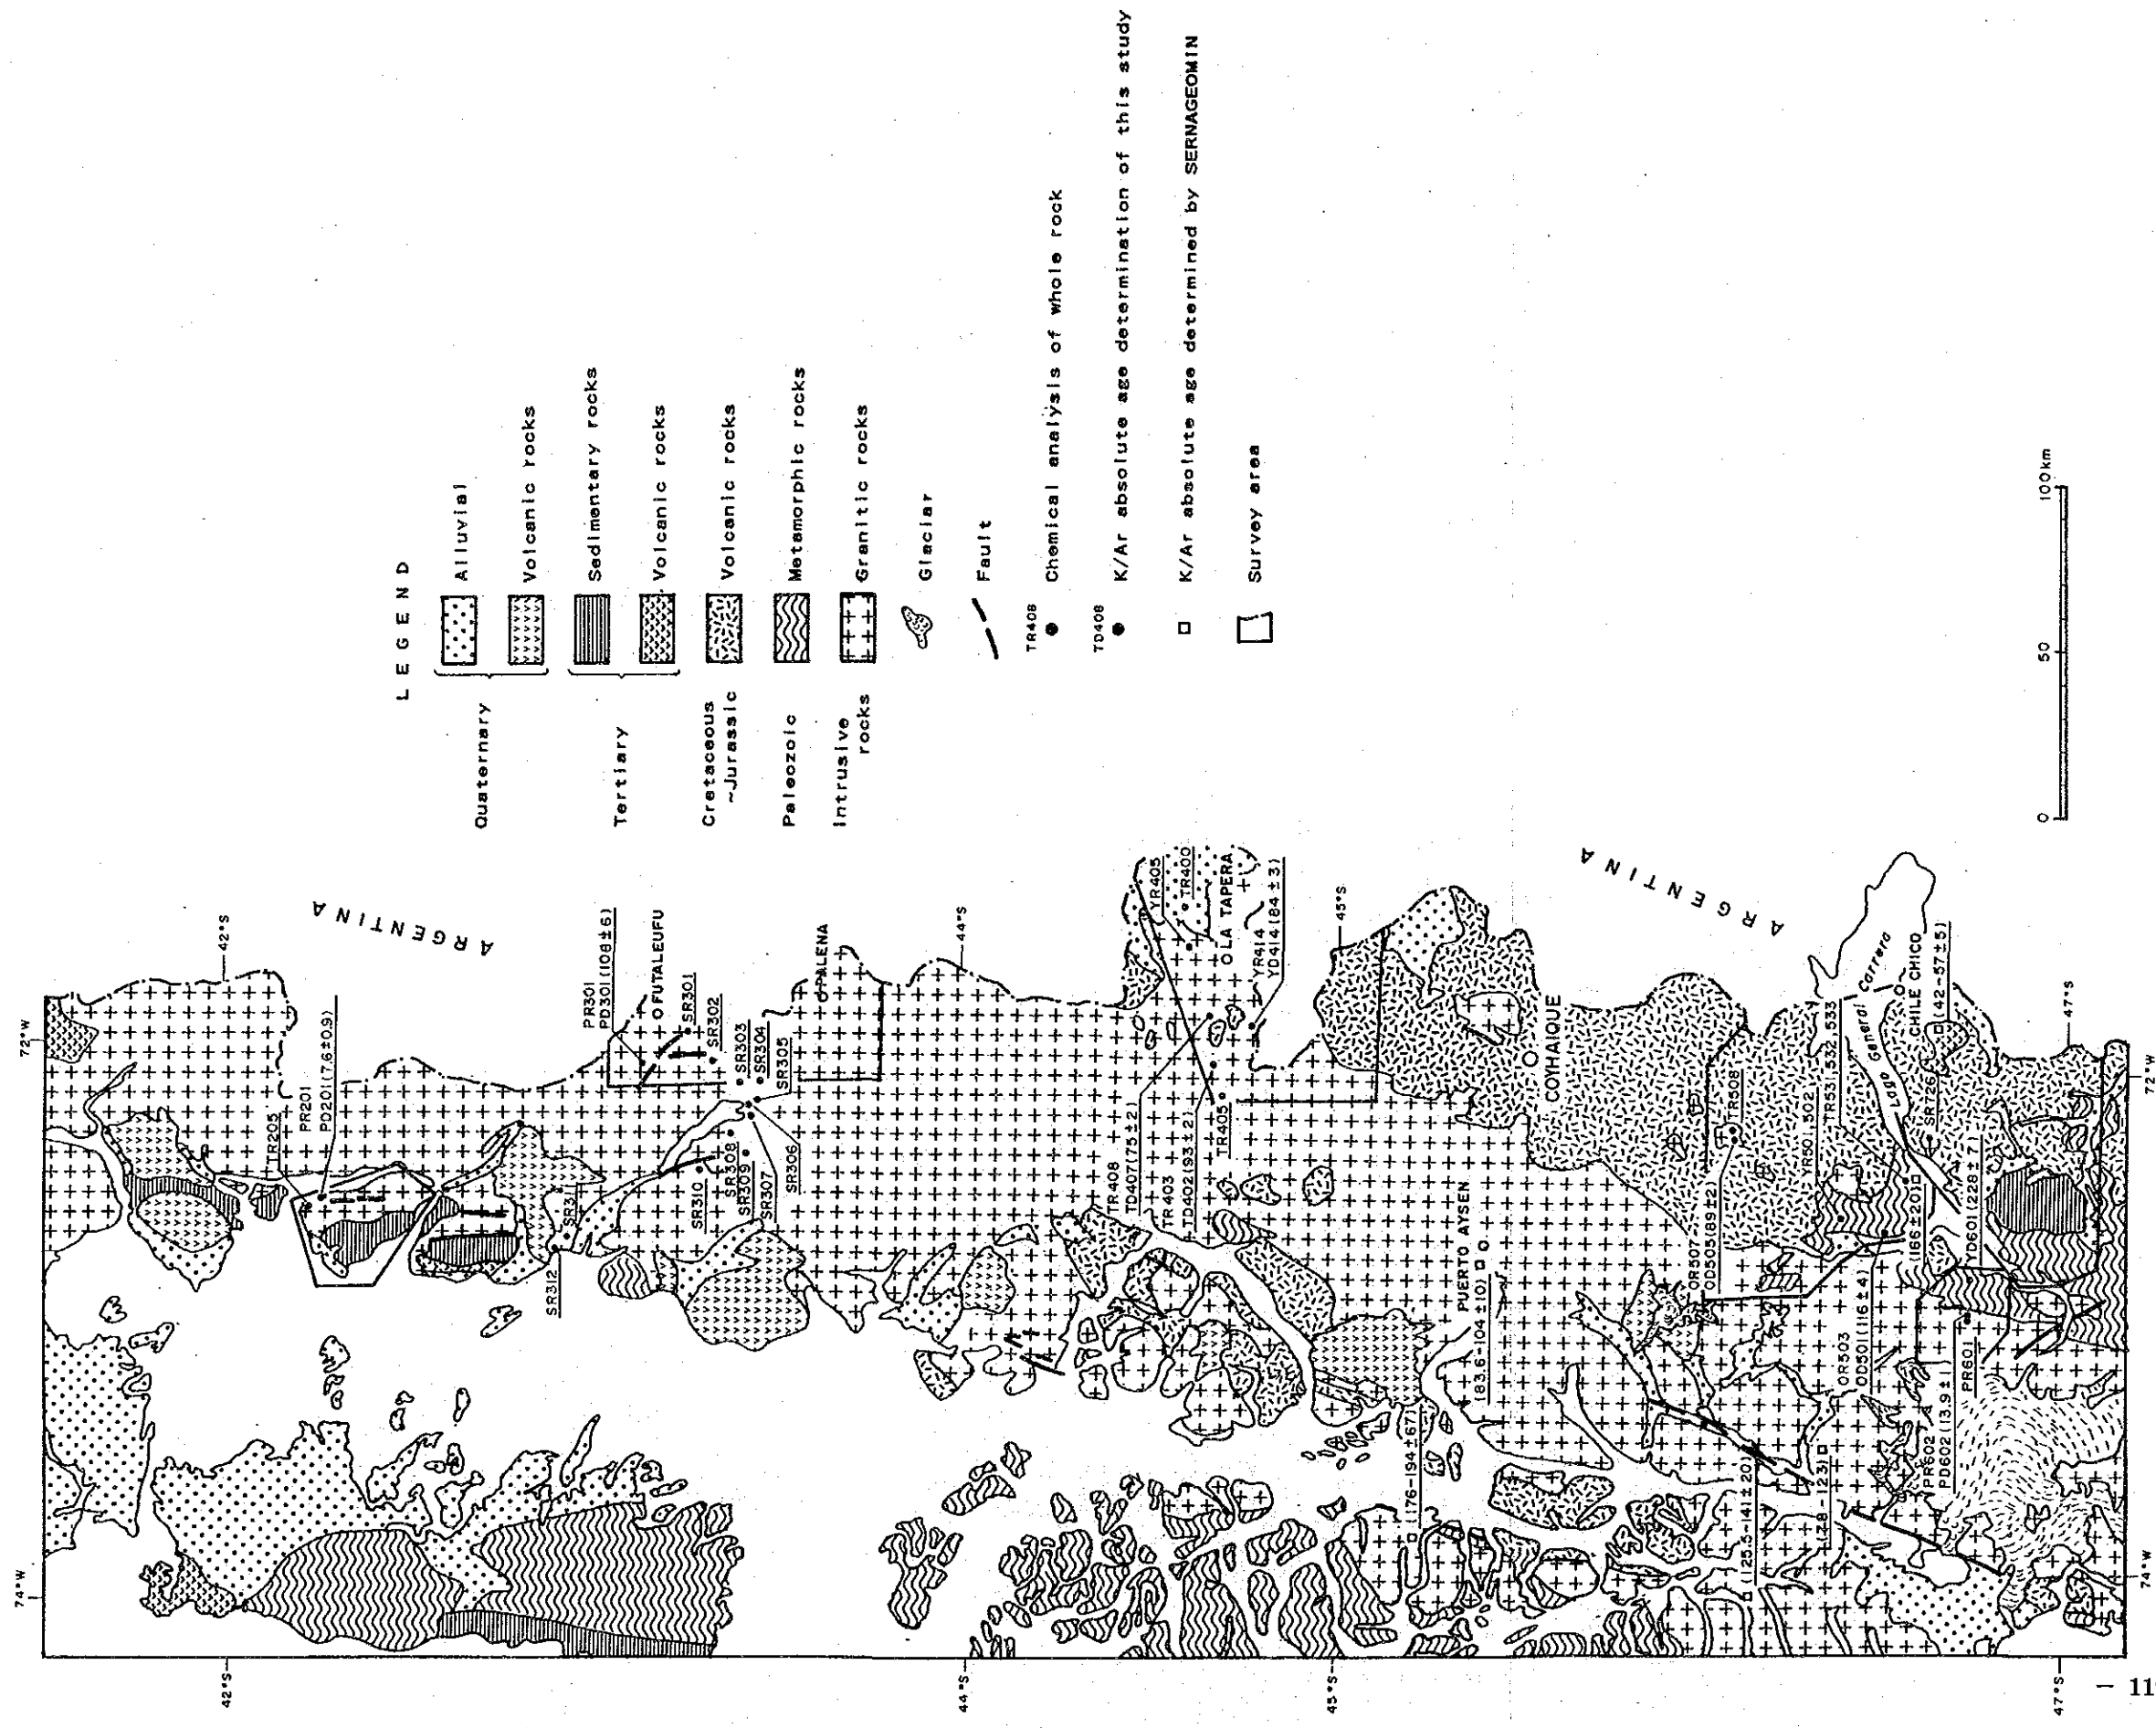 LEGEND
Quaternary
Alluvial
Volcanic rocks
Tertiary
Sedimentary rocks
Volcanic rocks
Cretaceous
~Jurassic
Volcanic rocks
Paleozoic
Metamorphic rocks
Intrusive
rocks
Granitic rocks
Glaciar
Fault
TR408
Chemical analysis of whole rock
TD408
K/Ar absolute age determination of this study
K/Ar absolute age determined by SERNAGEOMIN
Survey area
0
50
100km
72°W
74°W
42°S
42°S
44°S
44°S
45°S
45°S
47°S
47°S
72°W
74°W
ARGENTINA
ARGENTINA
TR205
PR201
PD201(7,6±0,9)
PR301
PD301(108±6)
FUTALEUFU
SR301
SR302
SR303
SR304
SR305
PALENA
SR306
SR307
SR309
SR308
SR310
SR311
SR312
YR405
TR400
LA TAPERA
YR414
YD414(84±3)
TR408
TD407(75±2)
TR403
TD402(93±2)
TR405
COYHAIQUE
PUERTO AYSEN
(83,6-104±10)
(176-194±67)
OR507
OD505(89±2)
TR508
YR501,502
TR531,532,533
Lago General Carrera
CHILE CHICO
(42-57±5)
SR726
(166±20)
YD601(228±7)
OR503
OD501(116±4)
PR601
PR602
PD602(13,9±1)
(125,5-141±20)
(78-123)
- 11